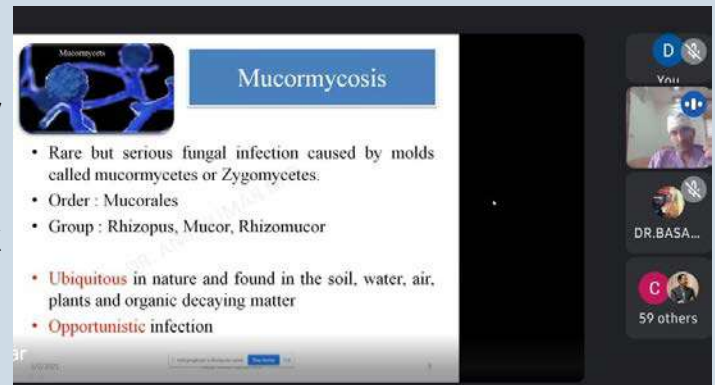 Mucormycets
Mucormycosis
• Rare but serious fungal infection caused by molds
called mucormycetes or Zygomycetes.
• Order : Mucorales
• Group : Rhizopus, Mucor, Rhizomucor
• Ubiquitous in nature and found in the soil, water, air,
plants and organic decaying matter
• Opportunistic infection
D
You
DR.BASA...
C
59 others
ar